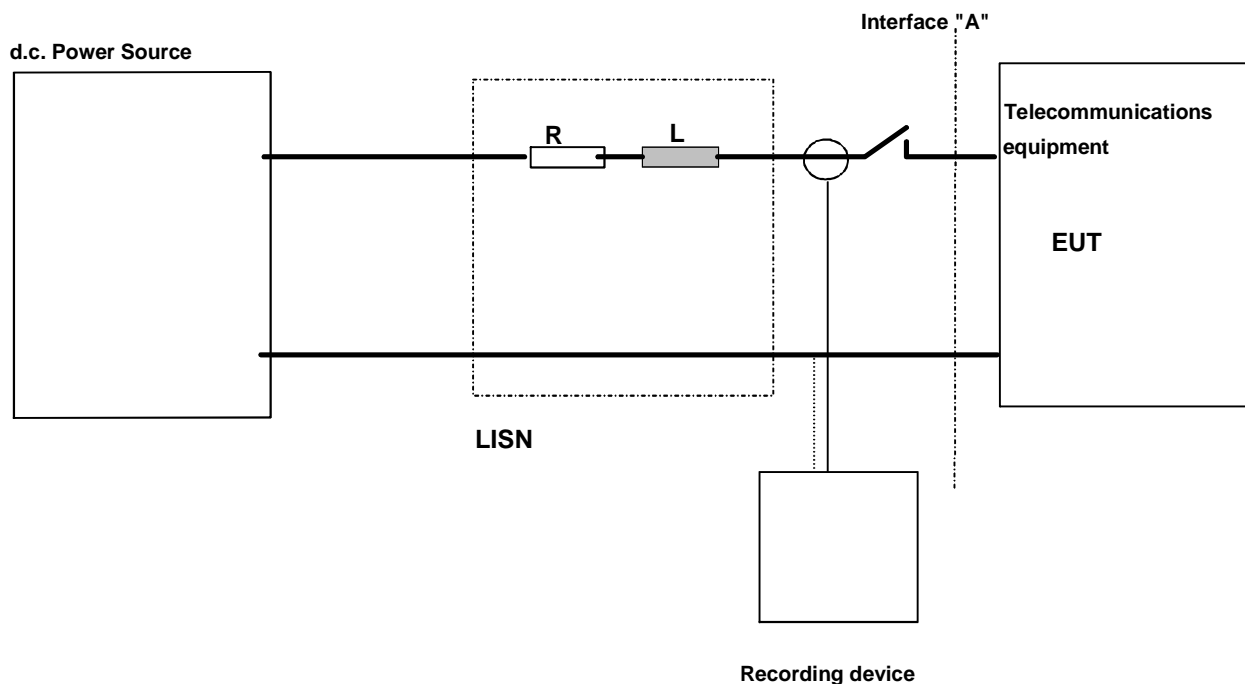 Interface "A"
d.c. Power Source
R
L
Telecommunications
equipment
EUT
LISN
Recording device